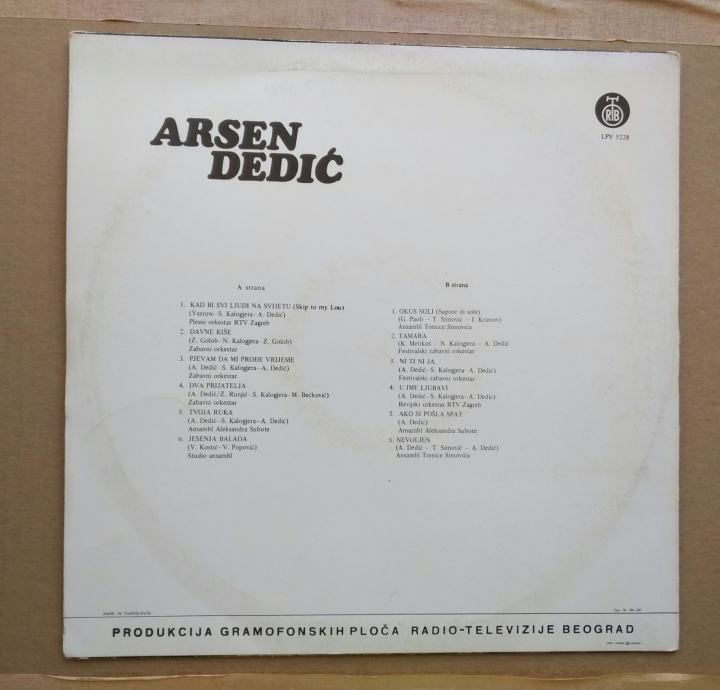 ARSEN
DEDIĆ
RTB
LPV 5228
A strana
1. KAD BI SVI LJUDI NA SVIJETU (Skip to my Lou)
(Yarrow–S. Kalogjera–A. Dedić)
Plesni orkestar RTV Zagreb
2. DAVNE KIŠE
(Z. Golob–N. Kalogjera–Z. Golob)
Zabavni orkestar
3. PJEVAM DA MI PROĐE VRIJEME
(A. Dedić–S. Kalogjera–A. Dedić)
Zabavni orkestar
4. DVA PRIJATELJA
(A. Dedić/Z. Runjić–S. Kalogjera–M. Bečković)
Zabavni orkestar
5. TVOJA RUKA
(A. Dedić–S. Kalogjera–A. Dedić)
Ansambl Aleksandra Subote
6. JESENJA BALADA
(V. Kostić–V. Popović)
Studio ansambl
B strana
1. OKUS SOLI (Sapore di sole)
(G. Paoli – T. Simović – I. Krajač)
Ansambl Tomice Simovića
2. TAMARA
(K. Metikoš – N. Kalogjera – A. Dedić
Festivalski zabavni orkestar
3. NI TI NI JA
(A. Dedić–S. Kalogjera–A. Dedić)
Festivalski zabavni orkestar
4. U IME LJUBAVI
(A. Dedić–S. Kalogjera–A. Dedić)
Revijski orkestar RTV Zagreb
5. AKO SI POŠLA SPAT
(A. Dedić)
Ansambl Aleksandra Subote
6. NEVOLJEN
(A. Dedić – T. Simović – A. Dedić)
Ansambl Tomice Simovića
MADE IN YUGOSLAVIA
PRODUKCIJA GRAMOFONSKIH PLOČA RADIO-TELEVIZIJE BEOGRAD